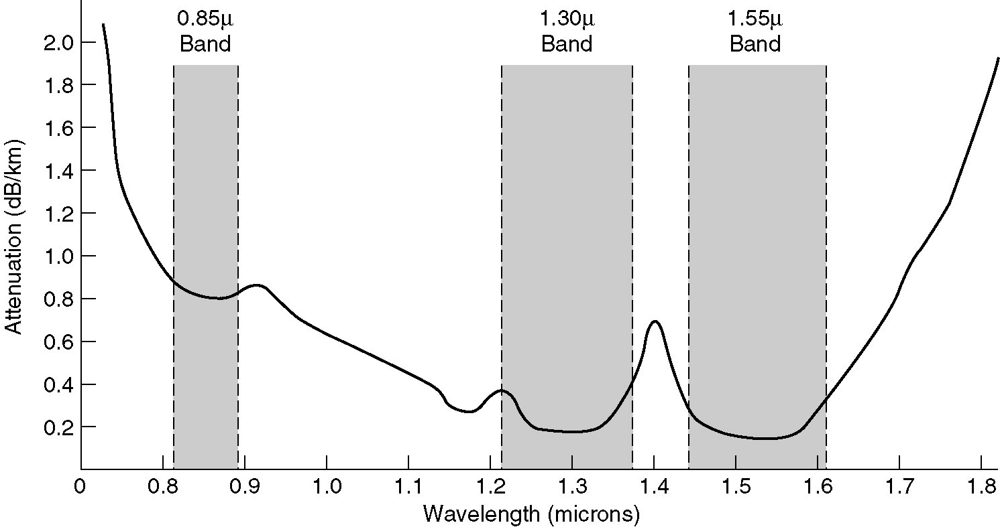 0.85μ
Band
1.30μ
Band
1.55μ
Band
Attenuation (dB/km)
2.0
1.8
1.6
1.4
1.2
1.0
0.8
0.6
0.4
0.2
0 0.8 0.9 1.0 1.1 1.2 1.3 1.4 1.5 1.6 1.7 1.8
Wavelength (microns)